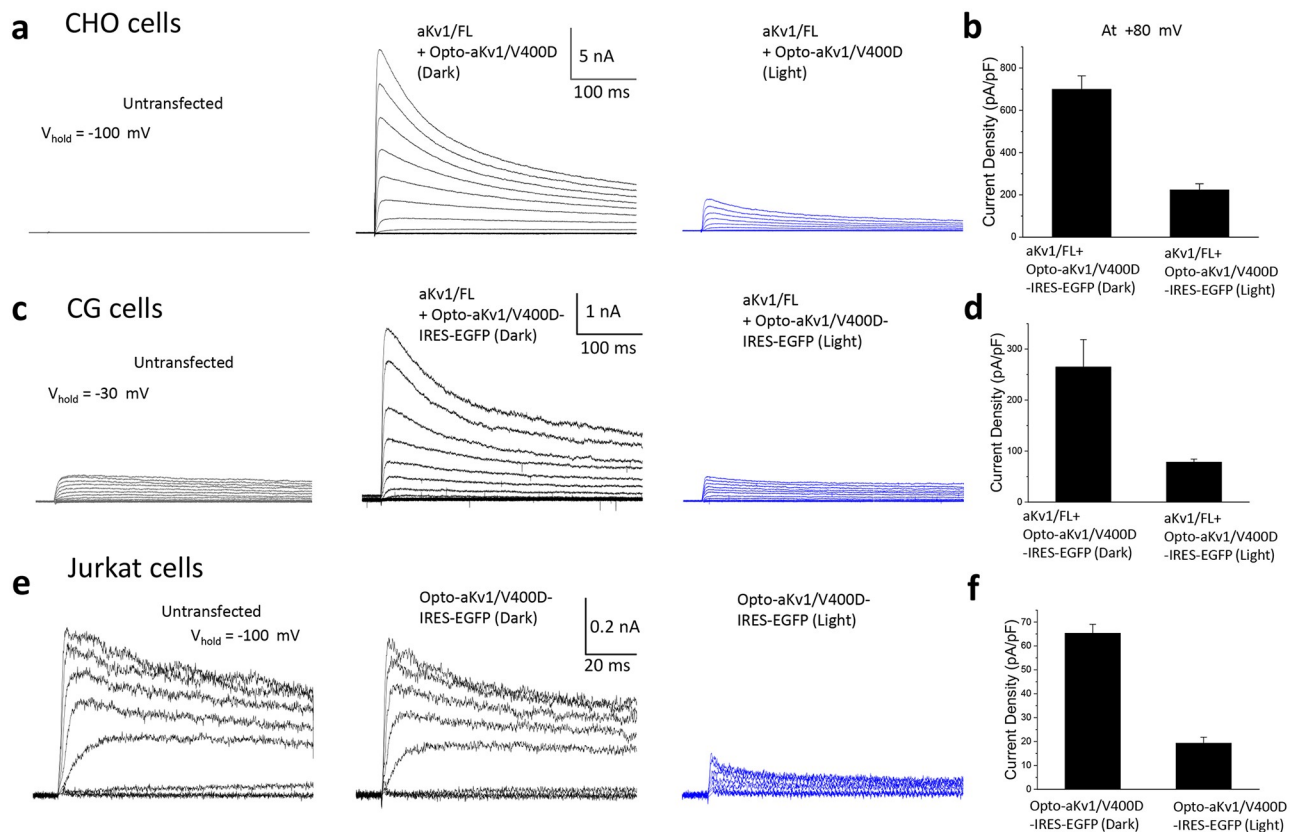 a CHO cells
Untransfected
Vhold = -100 mV
aKv1/FL
+ Opto-aKv1/V400D
(Dark)
5 nA
100 ms
aKv1/FL
+ Opto-aKv1/V400D
(Light)
b
At +80 mV
Current Density (pA/pF)
800
600
400
200
0
aKv1/FL+
Opto-aKv1/V400D
-IRES-EGFP (Dark)
aKv1/FL+
Opto-aKv1/V400D
-IRES-EGFP (Light)
c CG cells
Untransfected
Vhold = -30 mV
aKv1/FL
+ Opto-aKv1/V400D-
IRES-EGFP (Dark)
1 nA
100 ms
aKv1/FL
+ Opto-aKv1/V400D-
IRES-EGFP (Light)
d
Current Density (pA/pF)
300
200
100
0
aKv1/FL+
Opto-aKv1/V400D
-IRES-EGFP (Dark)
aKv1/FL+
Opto-aKv1/V400D
-IRES-EGFP (Light)
e Jurkat cells
Untransfected
Vhold = -100 mV
Opto-aKv1/V400D-
IRES-EGFP (Dark)
0.2 nA
20 ms
Opto-aKv1/V400D-
IRES-EGFP (Light)
f
Current Density (pA/pF)
70
60
50
40
30
20
10
0
Opto-aKv1/V400D
-IRES-EGFP (Dark)
Opto-aKv1/V400D
-IRES-EGFP (Light)